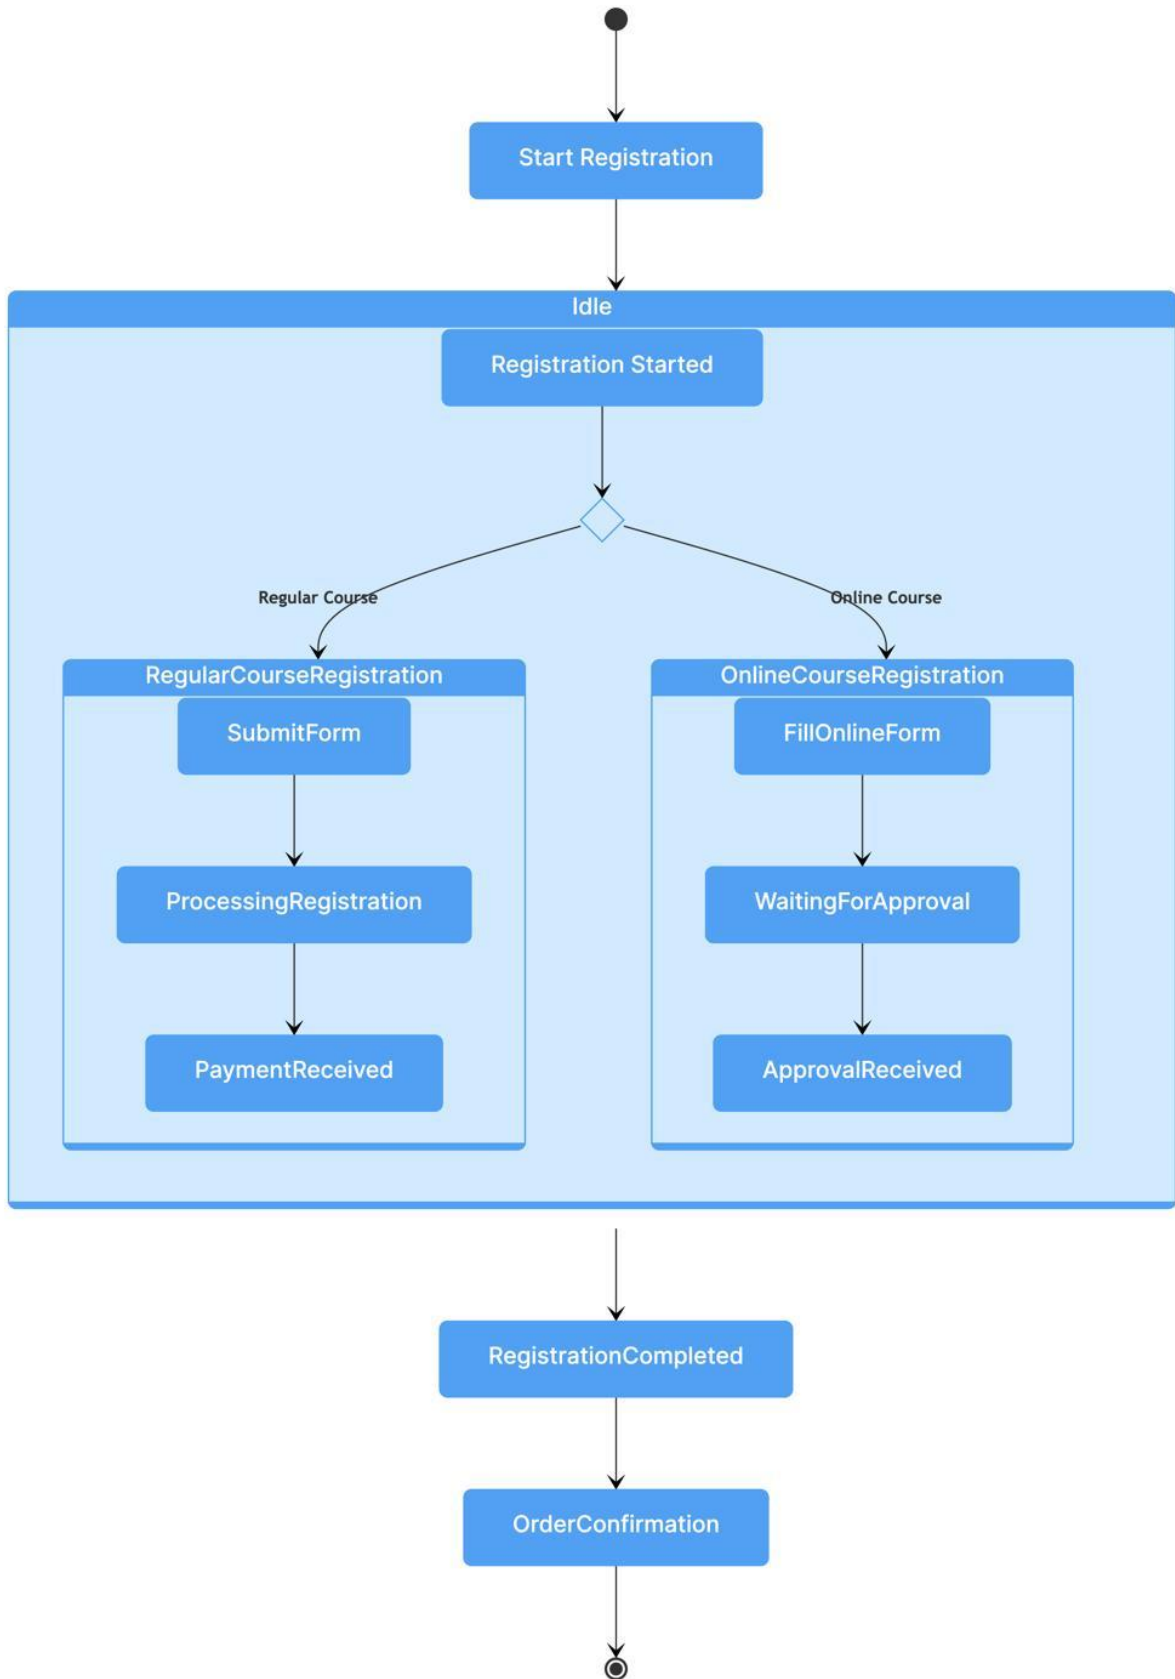 Start Registration
Idle
Registration Started
Regular Course
Online Course
RegularCourseRegistration
OnlineCourseRegistration
SubmitForm
FillOnlineForm
ProcessingRegistration
WaitingForApproval
PaymentReceived
ApprovalReceived
RegistrationCompleted
OrderConfirmation